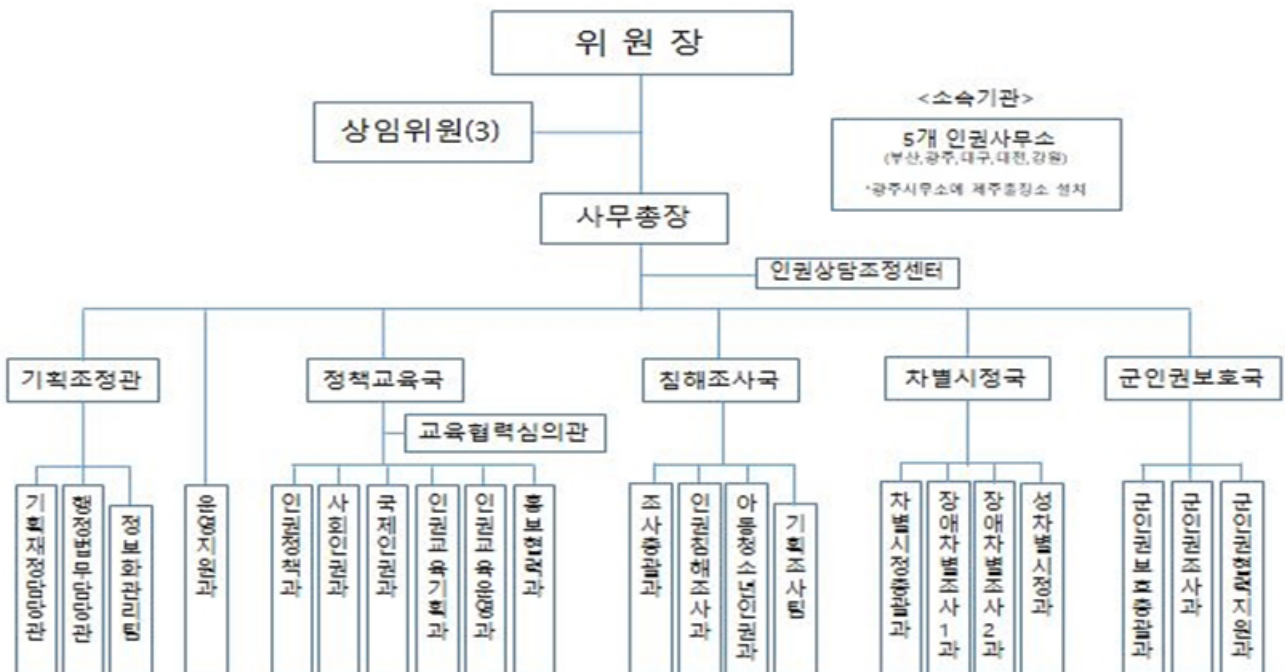 위 원 장
상임위원(3)
<소속기관>
5개 인권사무소
(부산,광주,대구,대전,강원)
*광주사무소에 제주출장소 설치
사무총장
인권상담조정센터
기획조정관
정책교육국
침해조사국
차별시정국
군인권보호국
교육협력심의관
기획재정담당관
행정법무담당관
정보화관리팀
운영지원과
인권정책과
사회인권과
국제인권과
인권교육기획과
인권교육운영과
홍보협력과
조사총괄과
인권침해조사과
아동청소년인권과
기획조사팀
차별시정총괄과
장애차별조사1과
장애차별조사2과
성차별시정과
군인권보호총괄과
군인권조사과
군인권협력지원과